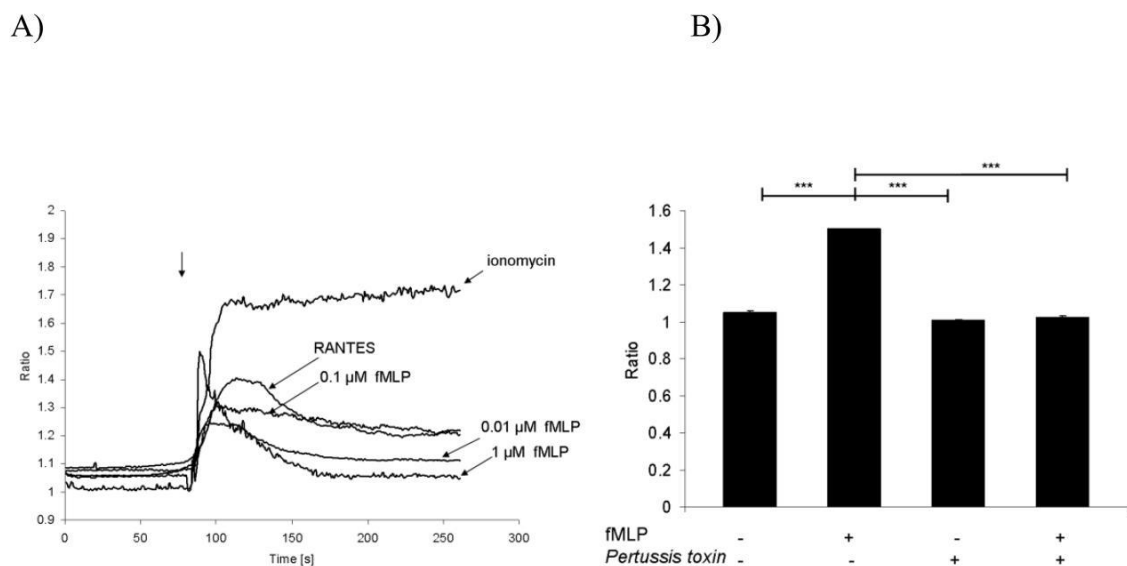 A)
B)
2
1.9
1.8
1.7
1.6
1.5
1.4
1.3
1.2
1.1
1
0.9
Ratio
0 50 100 150 200 250 300
Time [s]
ionomycin
RANTES
0.1 µM fMLP
0.01 µM fMLP
1 µM fMLP
***
*** ***
1.6
1.4
1.2
1
0.8
0.6
0.4
0.2
0
Ratio
fMLP - + - +
Pertussis toxin - - + +